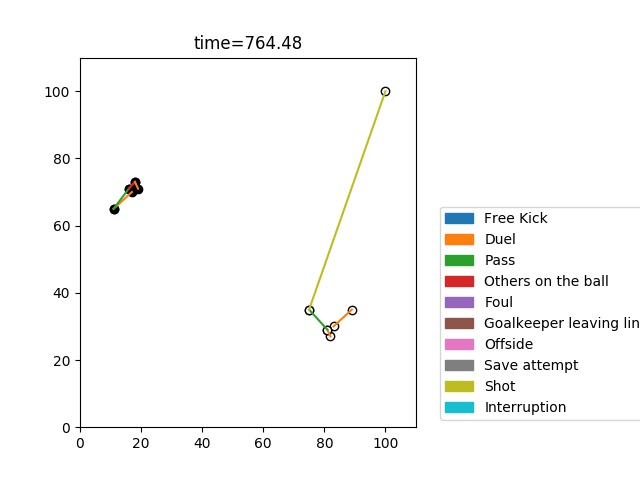 time=764.48
100
80
60
40
20
0
0 20 40 60 80 100
Free Kick
Duel
Pass
Others on the ball
Foul
Goalkeeper leaving lin
Offside
Save attempt
Shot
Interruption